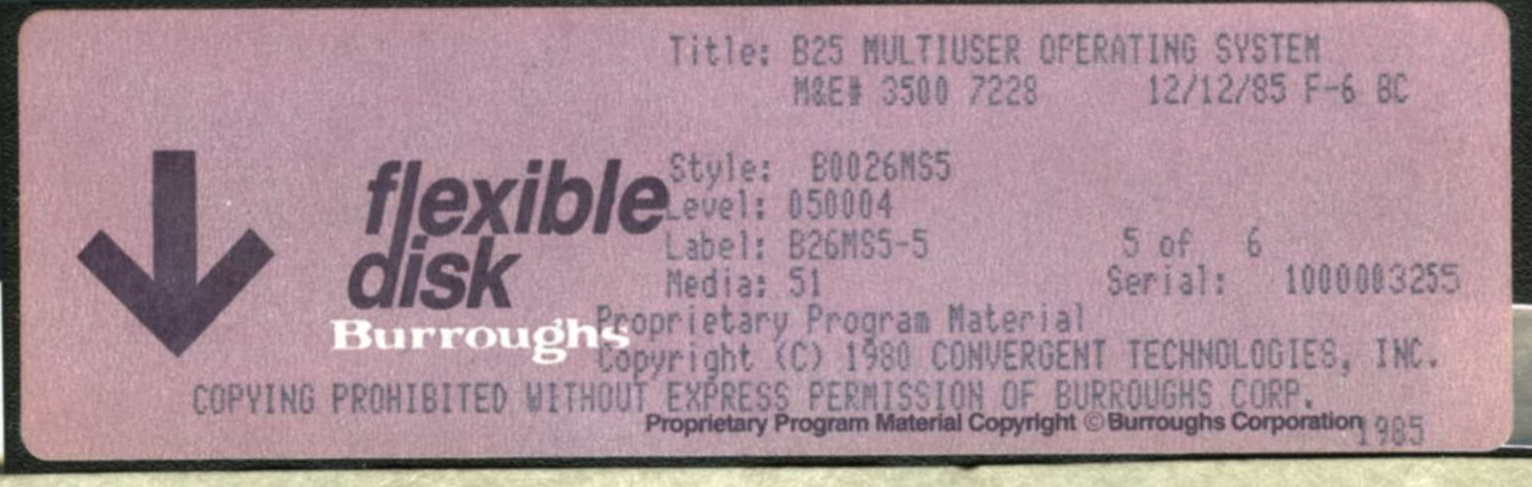 Title: B25 MULTIUSER OPERATING SYSTEM
M&E# 3500 7228 12/12/85 F-6 BC
flexible
disk
Burroughs
Style: B0026MS5
Level: 050004
Label: B26MS5-5 5 of 6
Media: 51 Serial: 1000003255
Proprietary Program Material
Copyright (C) 1980 CONVERGENT TECHNOLOGIES, INC.
COPYING PROHIBITED WITHOUT EXPRESS PERMISSION OF BURROUGHS CORP.
Proprietary Program Material Copyright © Burroughs Corporation 1985